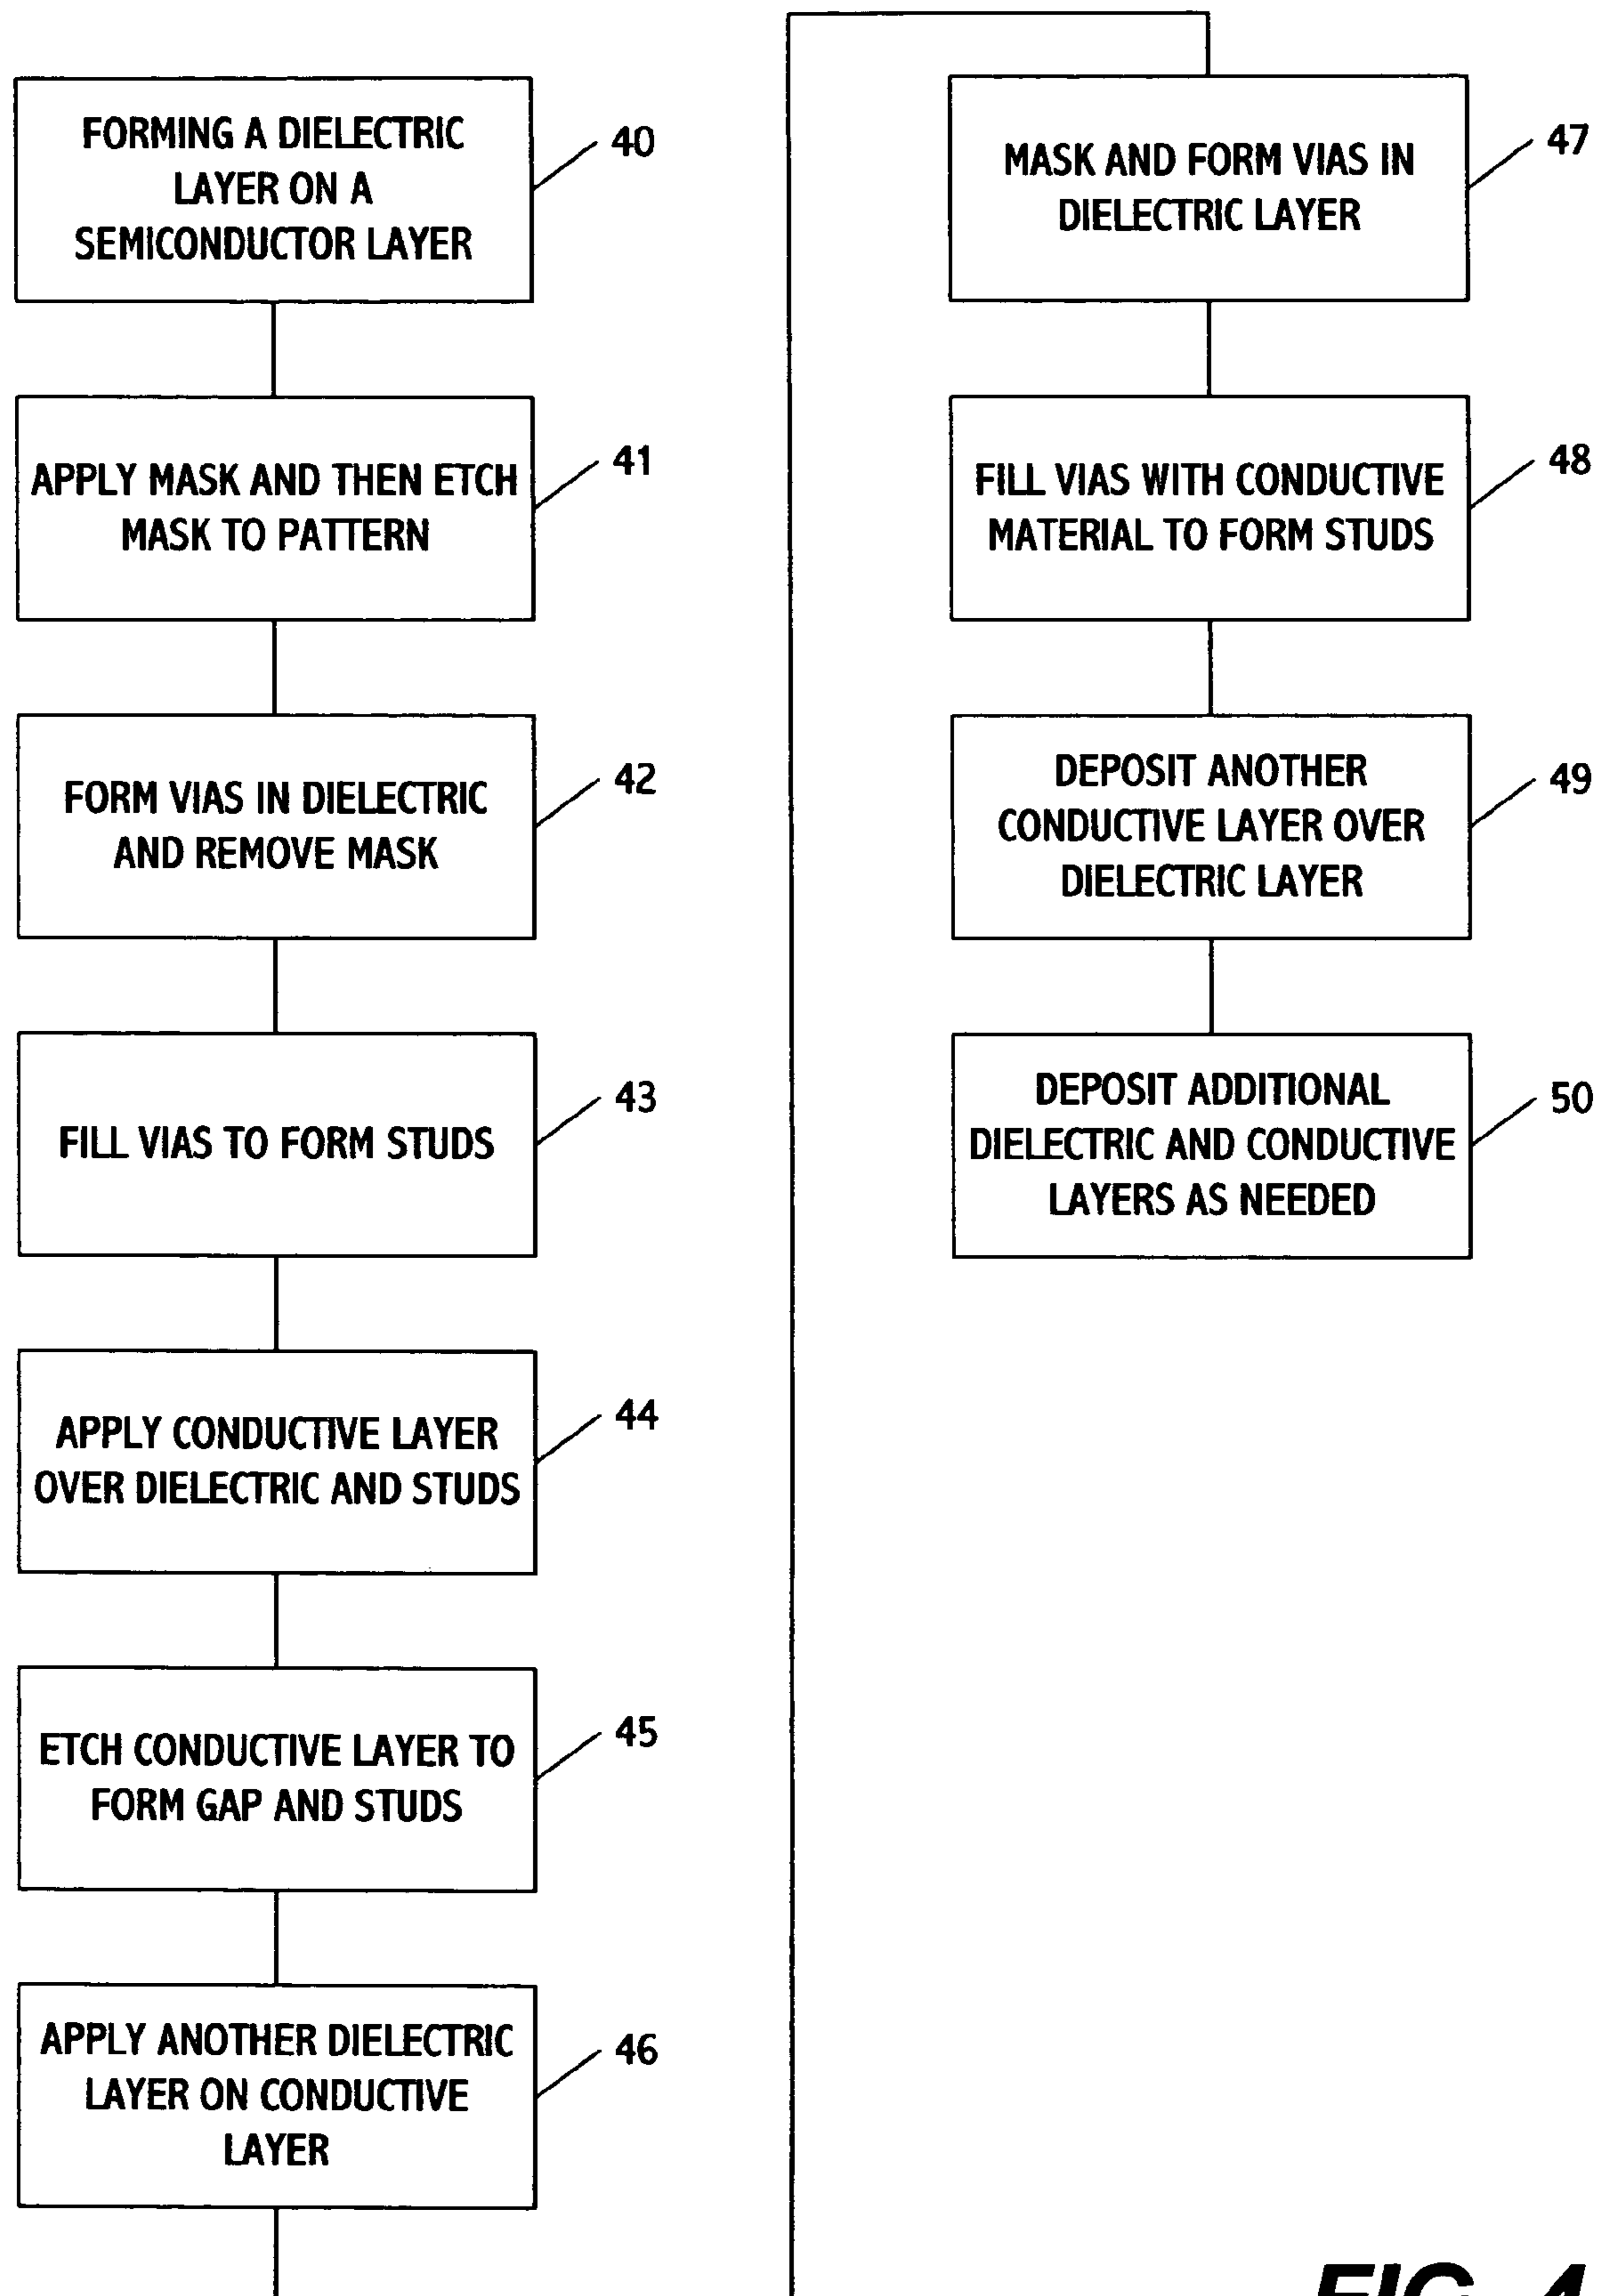 FORMING A DIELECTRIC
LAYER ON A
SEMICONDUCTOR LAYER
40
APPLY MASK AND THEN ETCH
MASK TO PATTERN
41
FORM VIAS IN DIELECTRIC
AND REMOVE MASK
42
FILL VIAS TO FORM STUDS
43
APPLY CONDUCTIVE LAYER
OVER DIELECTRIC AND STUDS
44
ETCH CONDUCTIVE LAYER TO
FORM GAP AND STUDS
45
APPLY ANOTHER DIELECTRIC
LAYER ON CONDUCTIVE
LAYER
46
MASK AND FORM VIAS IN
DIELECTRIC LAYER
47
FILL VIAS WITH CONDUCTIVE
MATERIAL TO FORM STUDS
48
DEPOSIT ANOTHER
CONDUCTIVE LAYER OVER
DIELECTRIC LAYER
49
DEPOSIT ADDITIONAL
DIELECTRIC AND CONDUCTIVE
LAYERS AS NEEDED
50
FIG. 4